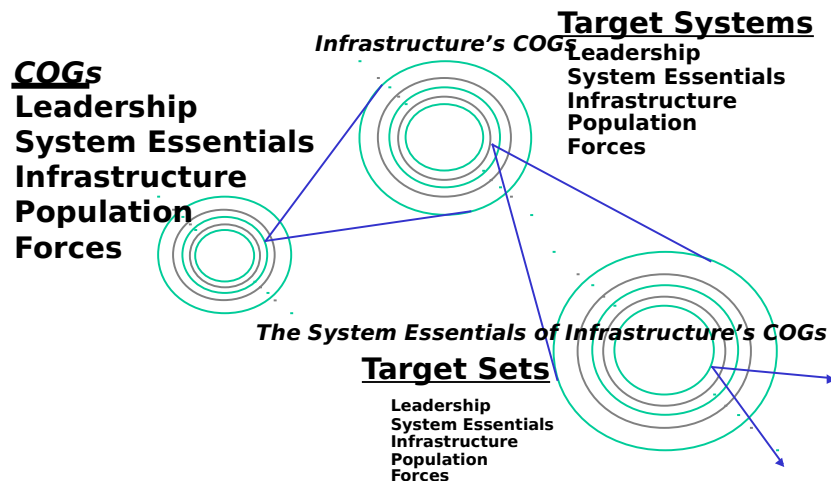 COGs
Leadership
System Essentials
Infrastructure
Population
Forces
Infrastructure’s COGs
Target Systems
Leadership
System Essentials
Infrastructure
Population
Forces
The System Essentials of Infrastructure’s COGs
Target Sets
Leadership
System Essentials
Infrastructure
Population
Forces